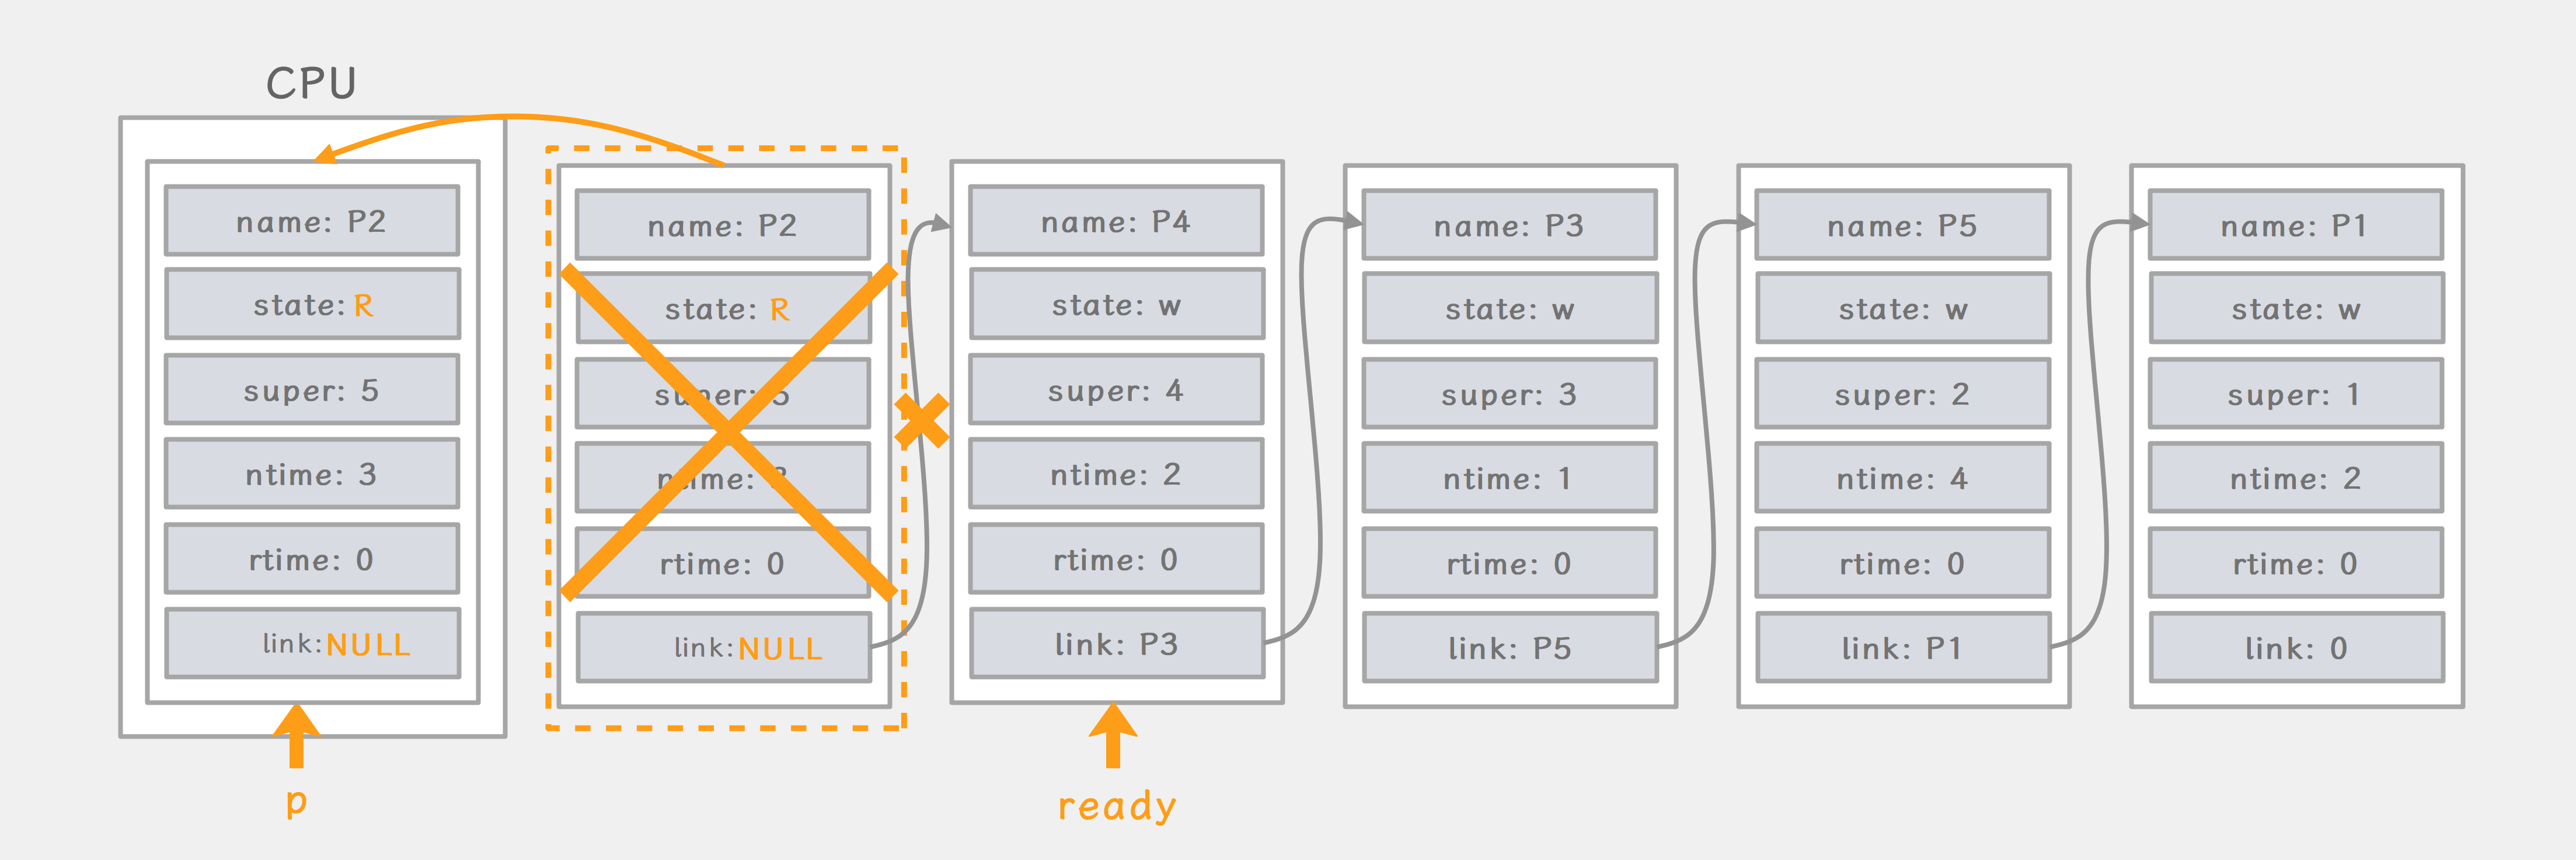 CPU
name: P2
state: R
super: 5
ntime: 3
rtime: 0
link:NULL
p
name: P2
state: R
super: 5
ntime: 3
rtime: 0
link:NULL
name: P4
state: w
super: 4
ntime: 2
rtime: 0
link: P3
ready
name: P3
state: w
super: 3
ntime: 1
rtime: 0
link: P5
name: P5
state: w
super: 2
ntime: 4
rtime: 0
link: P1
name: P1
state: w
super: 1
ntime: 2
rtime: 0
link: 0